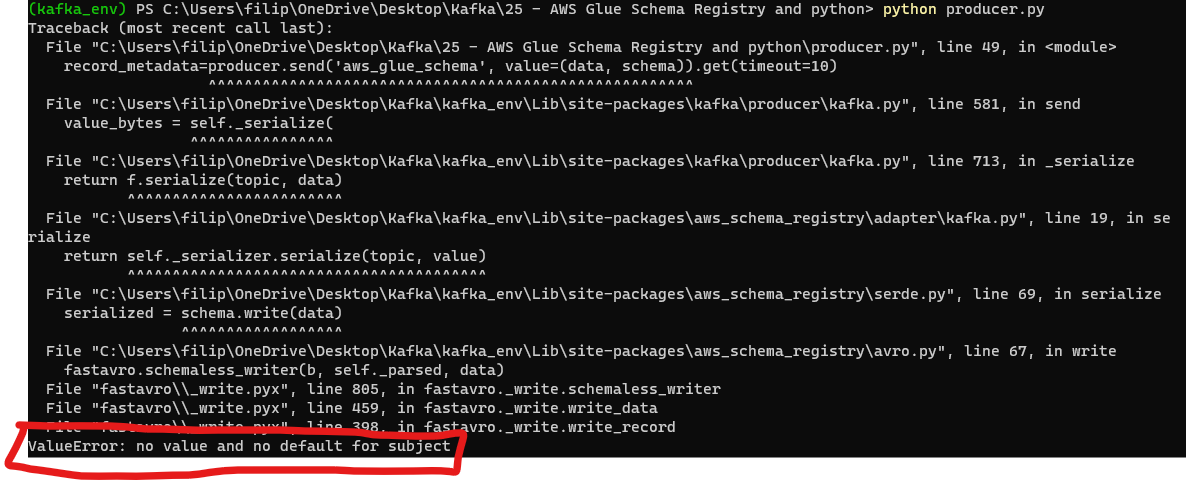 (kafka_env) PS C:\Users\filip\OneDrive\Desktop\Kafka\25 - AWS Glue Schema Registry and python> python producer.py
Traceback (most recent call last):
  File "C:\Users\filip\OneDrive\Desktop\Kafka\25 - AWS Glue Schema Registry and python\producer.py", line 49, in <module>
    record_metadata=producer.send('aws_glue_schema', value=(data, schema)).get(timeout=10)
                    ^^^^^^^^^^^^^^^^^^^^^^^^^^^^^^^^^^^^^^^^^^^^^^^^^^^^^^
  File "C:\Users\filip\OneDrive\Desktop\Kafka\kafka_env\Lib\site-packages\kafka\producer\kafka.py", line 581, in send
    value_bytes = self._serialize(
                  ^^^^^^^^^^^^^^^^
  File "C:\Users\filip\OneDrive\Desktop\Kafka\kafka_env\Lib\site-packages\kafka\producer\kafka.py", line 713, in _serialize
    return f.serialize(topic, data)
           ^^^^^^^^^^^^^^^^^^^^^^^^
  File "C:\Users\filip\OneDrive\Desktop\Kafka\kafka_env\Lib\site-packages\aws_schema_registry\adapter\kafka.py", line 19, in se
rialize
    return self._serializer.serialize(topic, value)
           ^^^^^^^^^^^^^^^^^^^^^^^^^^^^^^^^^^^^^^^^
  File "C:\Users\filip\OneDrive\Desktop\Kafka\kafka_env\Lib\site-packages\aws_schema_registry\serde.py", line 69, in serialize
    serialized = schema.write(data)
                 ^^^^^^^^^^^^^^^^^^
  File "C:\Users\filip\OneDrive\Desktop\Kafka\kafka_env\Lib\site-packages\aws_schema_registry\avro.py", line 67, in write
    fastavro.schemaless_writer(b, self._parsed, data)
  File "fastavro\\_write.pyx", line 805, in fastavro._write.schemaless_writer
  File "fastavro\\_write.pyx", line 459, in fastavro._write.write_data
  File "fastavro\\_write.pyx", line 398, in fastavro._write.write_record
ValueError: no value and no default for subject